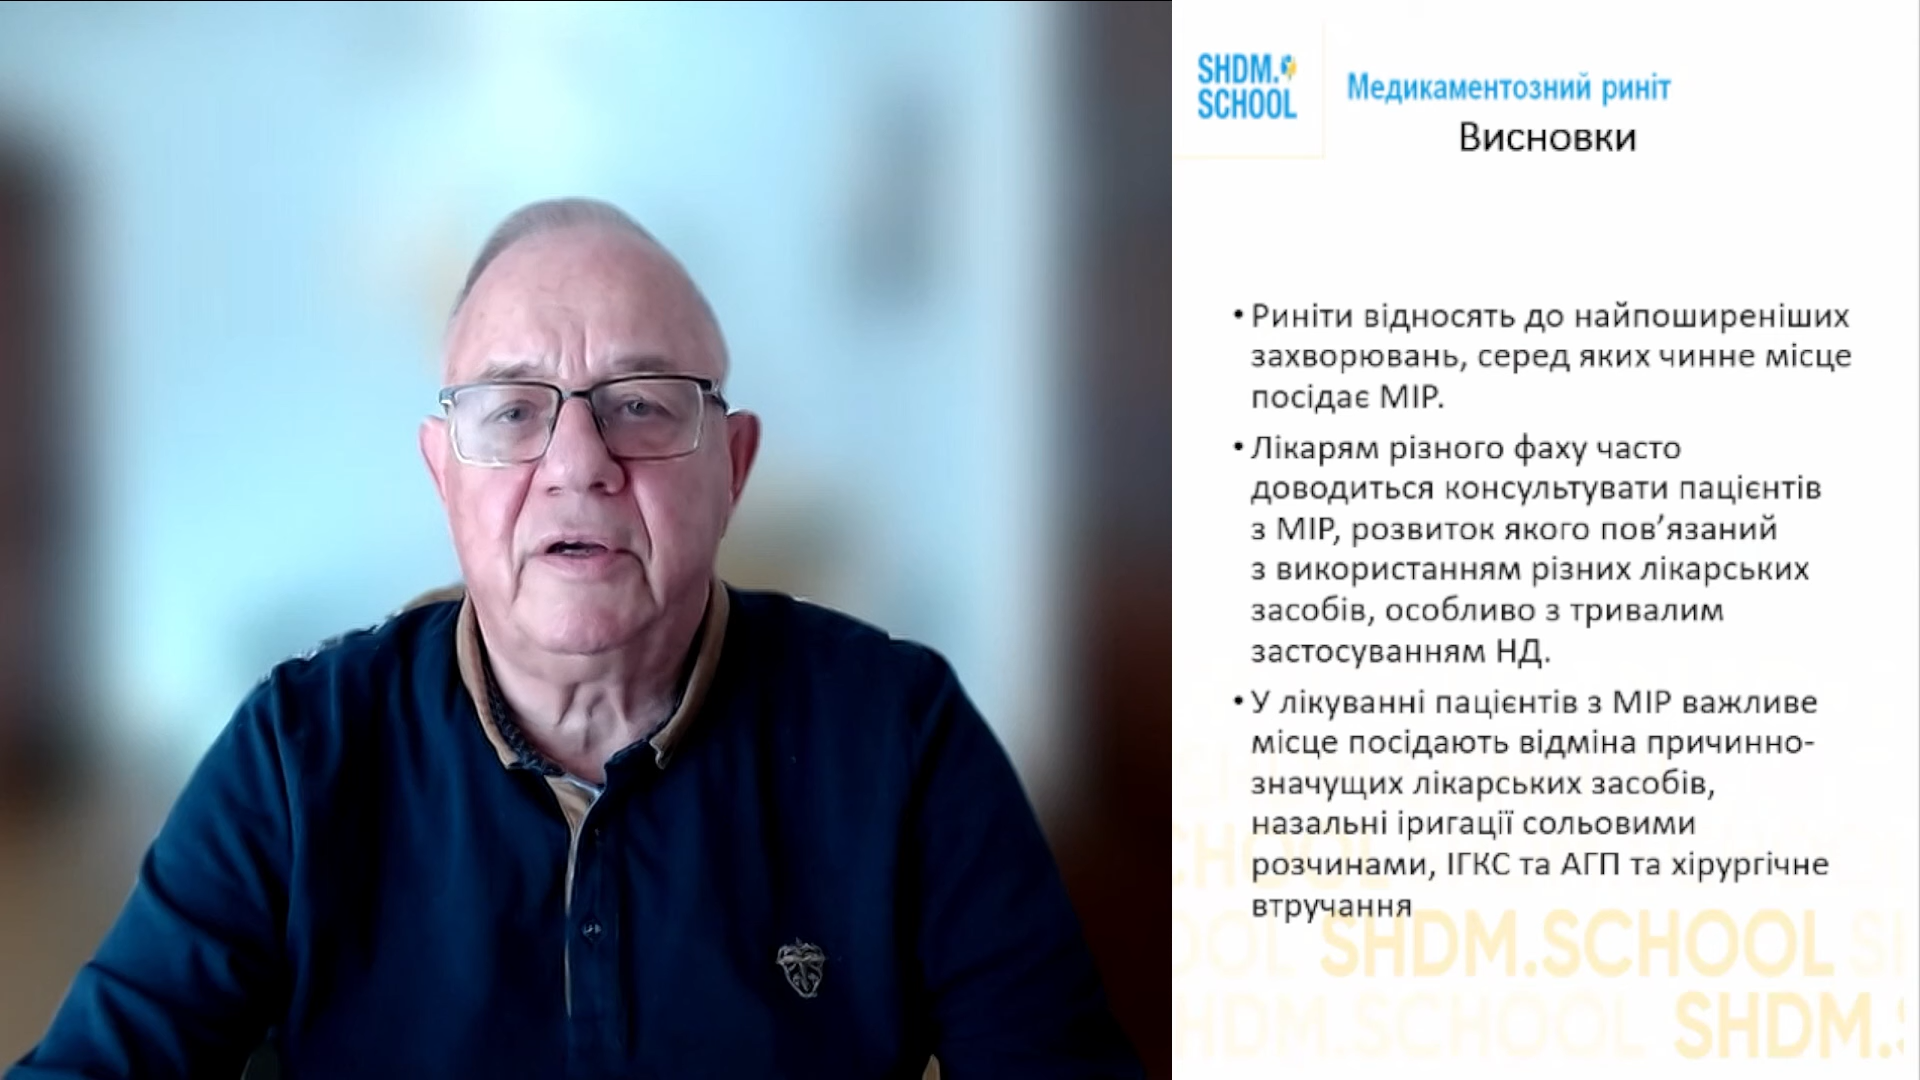 SHDM.
SCHOOL
Медикаментозний риніт
Висновки
• Риніти відносять до найпоширеніших
захворювань, серед яких чинне місце
посідає МІР.
• Лікарям різного фаху часто
доводиться консультувати пацієнтів
з МІР, розвиток якого пов’язаний
з використанням різних лікарських
засобів, особливо з тривалим
застосуванням НД.
• У лікуванні пацієнтів з МІР важливе
місце посідають відміна причинно-
значущих лікарських засобів,
назальні іригації сольовими
розчинами, ІГКС та АГП та хірургічне
втручання
SHDM.SCHOOL
HDM.SCHOOL SHDM.